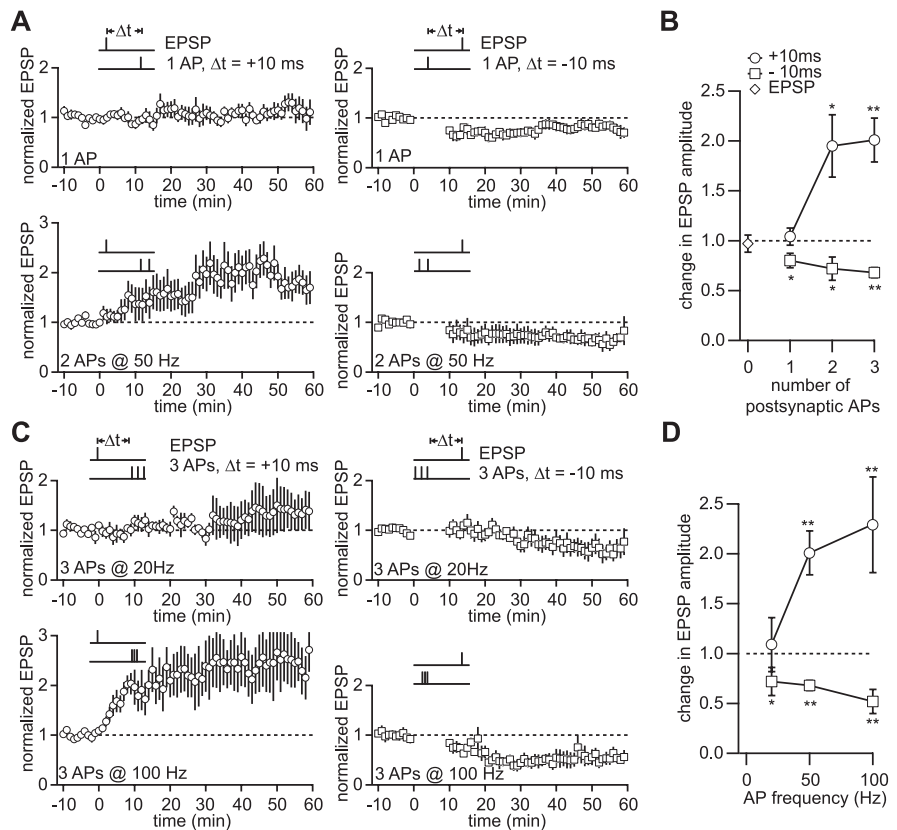 A
Δt
EPSP
1 AP, Δt = +10 ms
normalized EPSP
2
1
0
1 AP
-10 0 10 20 30 40 50 60
time (min)
Δt
EPSP
1 AP, Δt = -10 ms
normalized EPSP
2
1
0
1 AP
-10 0 10 20 30 40 50 60
time (min)
normalized EPSP
3
2
1
0
2 APs @ 50 Hz
-10 0 10 20 30 40 50 60
time (min)
normalized EPSP
3
2
1
0
2 APs @ 50 Hz
-10 0 10 20 30 40 50 60
time (min)
B
+10ms
- 10ms
EPSP
change in EPSP amplitude
2.5
2.0
1.5
1.0
0.5
0.0
* **
* * **
0 1 2 3
number of
postsynaptic APs
C
Δt
EPSP
3 APs, Δt = +10 ms
normalized EPSP
2
1
0
3 APs @ 20Hz
-10 0 10 20 30 40 50 60
time (min)
Δt
EPSP
3 APs, Δt = -10 ms
normalized EPSP
2
1
0
3 APs @ 20Hz
-10 0 10 20 30 40 50 60
time (min)
normalized EPSP
3
2
1
0
3 APs @ 100 Hz
-10 0 10 20 30 40 50 60
time (min)
normalized EPSP
3
2
1
0
3 APs @ 100 Hz
-10 0 10 20 30 40 50 60
time (min)
D
change in EPSP amplitude
2.5
2.0
1.5
1.0
0.5
0.0
** **
* ** **
0 50 100
AP frequency (Hz)